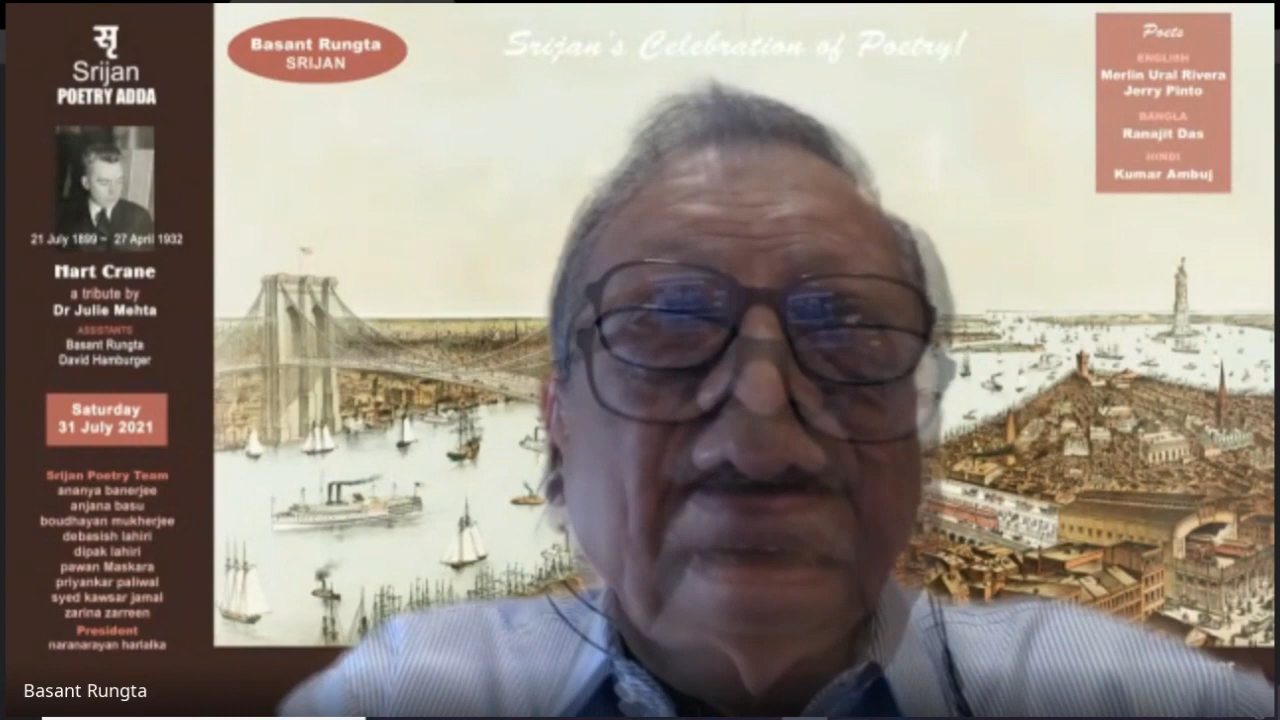 सृ
Srijan
POETRY ADDA
21 July 1899 – 27 April 1932
Hart Crane
a tribute by
Dr Julie Mehta
ASSISTANTS
Basant Rungta
David Hamburger
Saturday
31 July 2021
Srijan Poetry Team
ananya banerjee
anjana basu
boudhayan mukherjee
debasish lahiri
dipak lahiri
pawan Maskara
priyankar paliwal
syed kawsar jamal
zarina zarreen
President
naranarayan harlalka
Basant Rungta
SRIJAN
Srijan's Celebration of Poetry!
Poets
ENGLISH
Merlin Ural Rivera
Jerry Pinto
BANGLA
Ranajit Das
HINDI
Kumar Ambuj
Basant Rungta